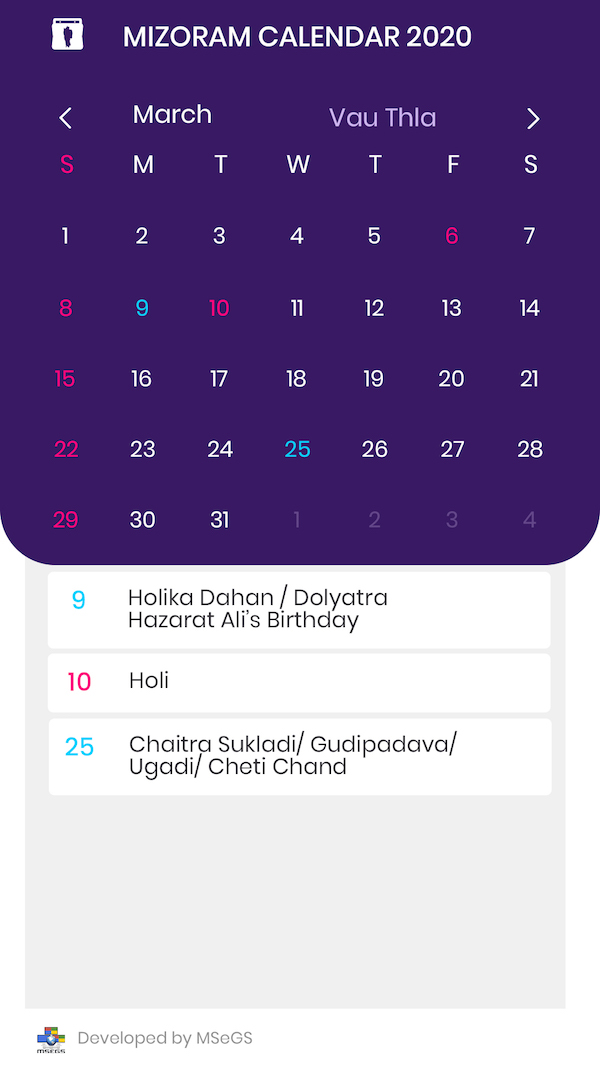 MIZORAM CALENDAR 2020
March Vau Thla
S M T W T F S
1 2 3 4 5 6 7
8 9 10 11 12 13 14
15 16 17 18 19 20 21
22 23 24 25 26 27 28
29 30 31 1 2 3 4
9 Holika Dahan / Dolyatra
Hazarat Ali's Birthday
10 Holi
25 Chaitra Sukladi/ Gudipadava/
Ugadi/ Cheti Chand
MSeGS
Developed by MSeGS